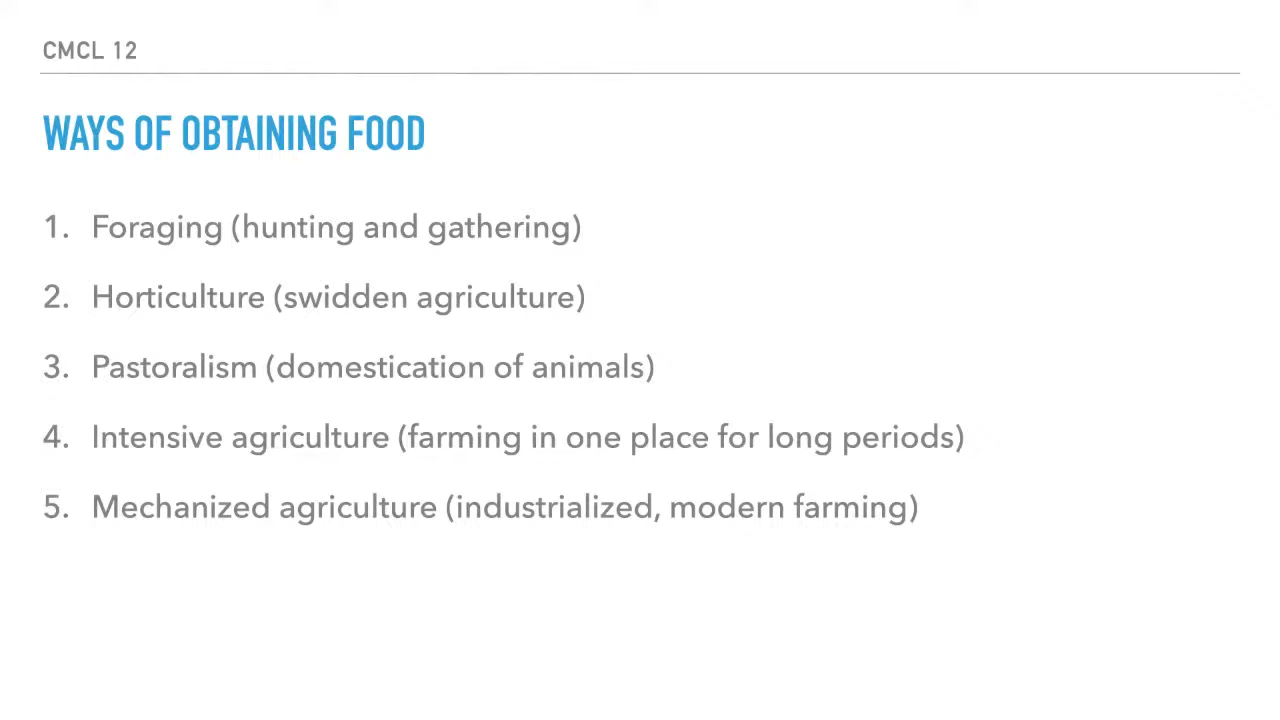 CMCL 12
WAYS OF OBTAINING FOOD
1. Foraging (hunting and gathering)
2. Horticulture (swidden agriculture)
3. Pastoralism (domestication of animals)
4. Intensive agriculture (farming in one place for long periods)
5. Mechanized agriculture (industrialized, modern farming)